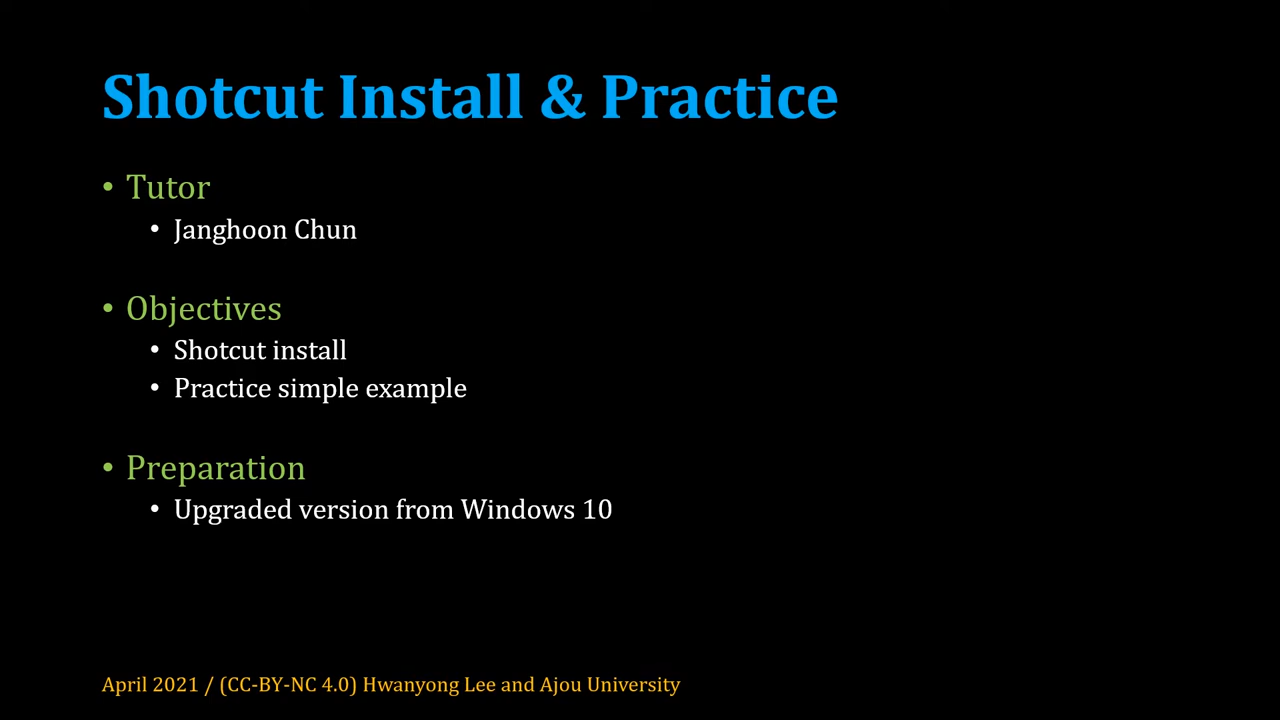 Shotcut Install & Practice
• Tutor
• Janghoon Chun
• Objectives
• Shotcut install
• Practice simple example
• Preparation
• Upgraded version from Windows 10
April 2021 / (CC-BY-NC 4.0) Hwanyong Lee and Ajou University